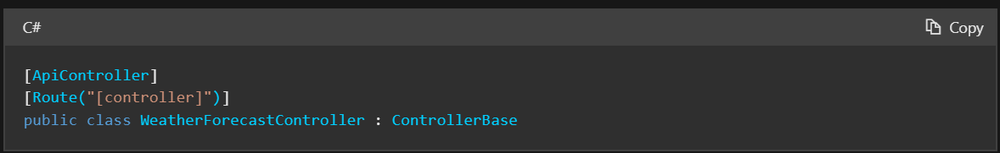 C#
Copy
[ApiController]
[Route("[controller]")]
public class WeatherForecastController : ControllerBase